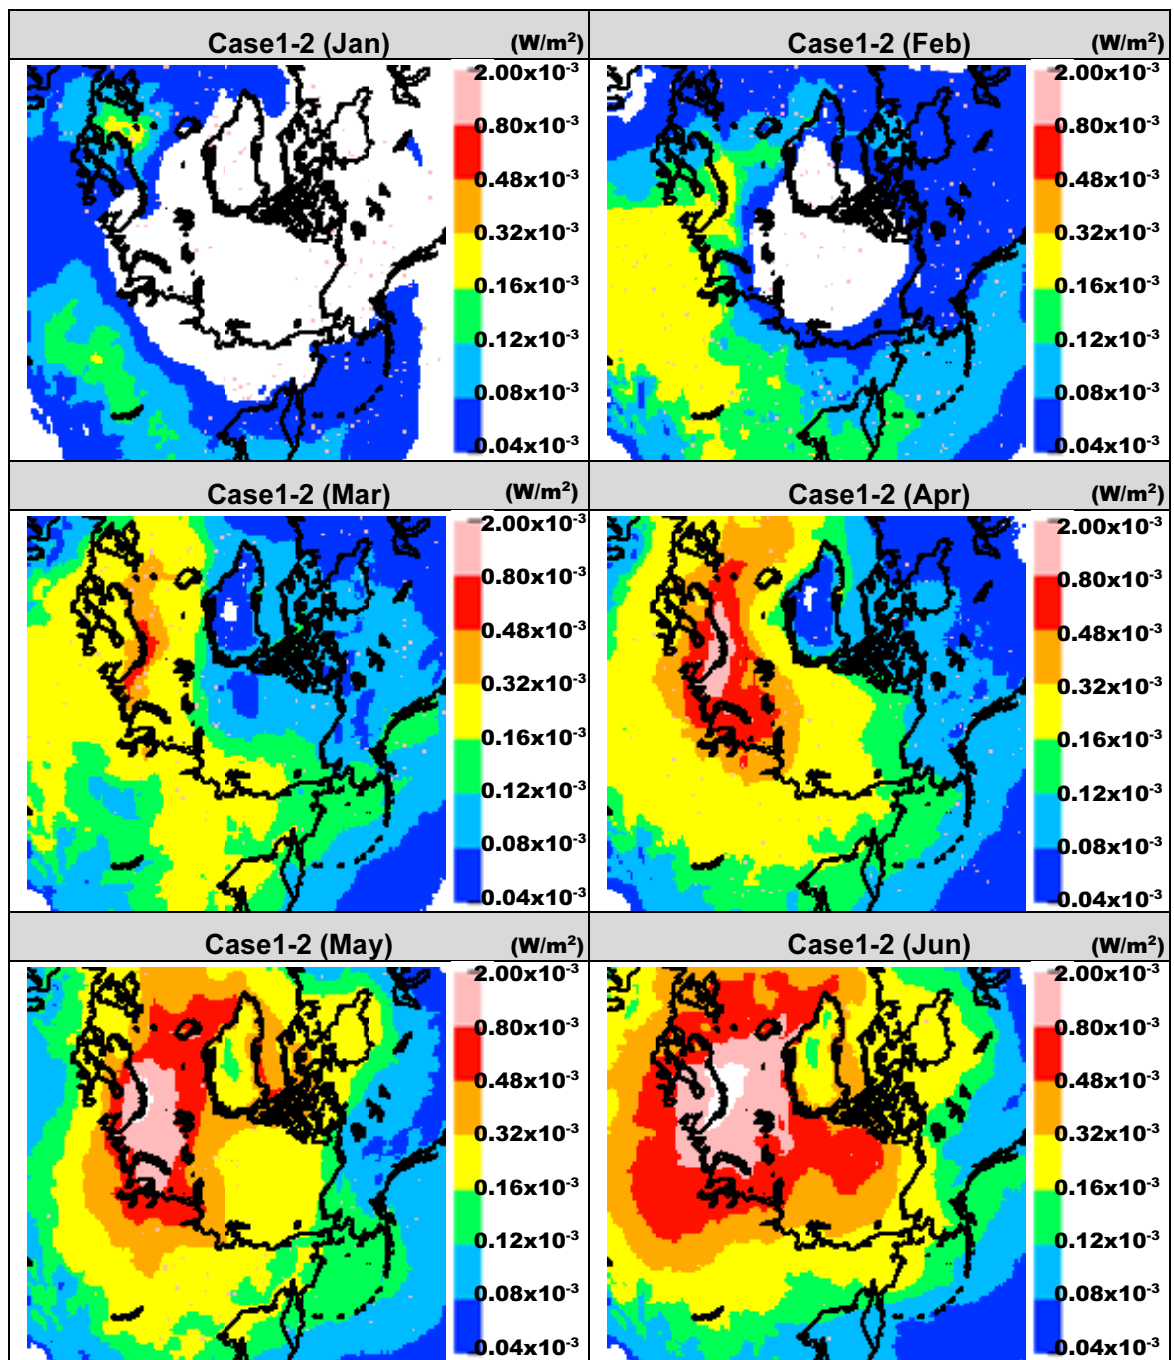 Case1-2 (Jan) (W/m²) Case1-2 (Feb) (W/m²)
2.00x10⁻³ 2.00x10⁻³
0.80x10⁻³ 0.80x10⁻³
0.48x10⁻³ 0.48x10⁻³
0.32x10⁻³ 0.32x10⁻³
0.16x10⁻³ 0.16x10⁻³
0.12x10⁻³ 0.12x10⁻³
0.08x10⁻³ 0.08x10⁻³
0.04x10⁻³ 0.04x10⁻³
Case1-2 (Mar) (W/m²) Case1-2 (Apr) (W/m²)
2.00x10⁻³ 2.00x10⁻³
0.80x10⁻³ 0.80x10⁻³
0.48x10⁻³ 0.48x10⁻³
0.32x10⁻³ 0.32x10⁻³
0.16x10⁻³ 0.16x10⁻³
0.12x10⁻³ 0.12x10⁻³
0.08x10⁻³ 0.08x10⁻³
0.04x10⁻³ 0.04x10⁻³
Case1-2 (May) (W/m²) Case1-2 (Jun) (W/m²)
2.00x10⁻³ 2.00x10⁻³
0.80x10⁻³ 0.80x10⁻³
0.48x10⁻³ 0.48x10⁻³
0.32x10⁻³ 0.32x10⁻³
0.16x10⁻³ 0.16x10⁻³
0.12x10⁻³ 0.12x10⁻³
0.08x10⁻³ 0.08x10⁻³
0.04x10⁻³ 0.04x10⁻³